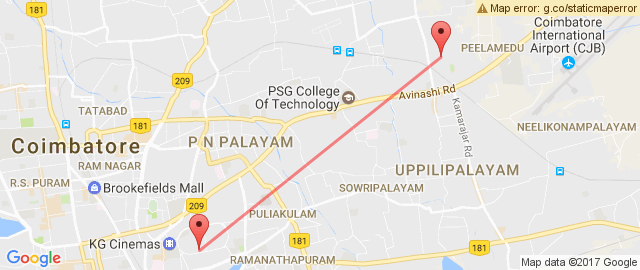 Map error: g.co/staticmaperror
Coimbatore
International
Airport (CJB)
PEELAMEDU
181
209
PSG College
Of Technology
Avinashi Rd
TATABAD
181
NEELIKONAMPALAYAM
Kamarajar Rd
Coimbatore
P N PALAYAM
RAM NAGAR
UPPILIPALAYAM
R.S. PURAM
Brookefields Mall
SOWRIPALAYAM
209
PULIAKULAM
KG Cinemas
181
181
RAMANATHAPURAM
Google
Map data ©2017 Google